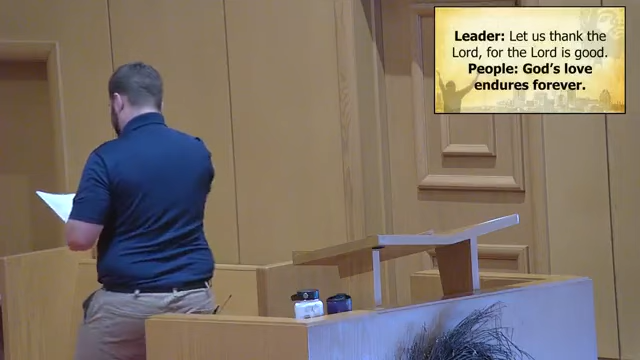 Leader: Let us thank the
Lord, for the Lord is good.
People: God's love
endures forever.